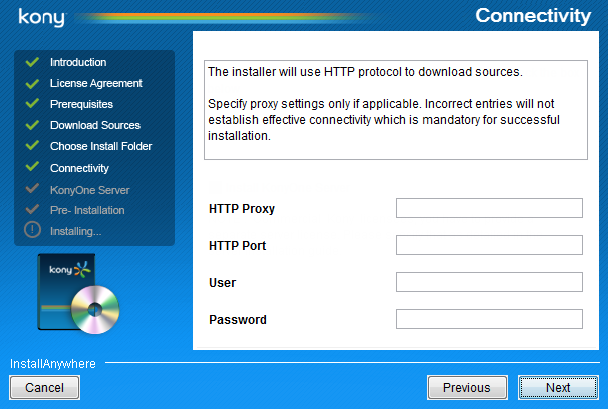 kony
Connectivity
Introduction
License Agreement
Prerequisites
Download Sources
Choose Install Folder
Connectivity
KonyOne Server
Pre- Installation
Installing...
The installer will use HTTP protocol to download sources.
Specify proxy settings only if applicable. Incorrect entries will not
establish effective connectivity which is mandatory for successful
installation.
HTTP Proxy
HTTP Port
User
Password
kony
InstallAnywhere
Cancel
Previous
Next